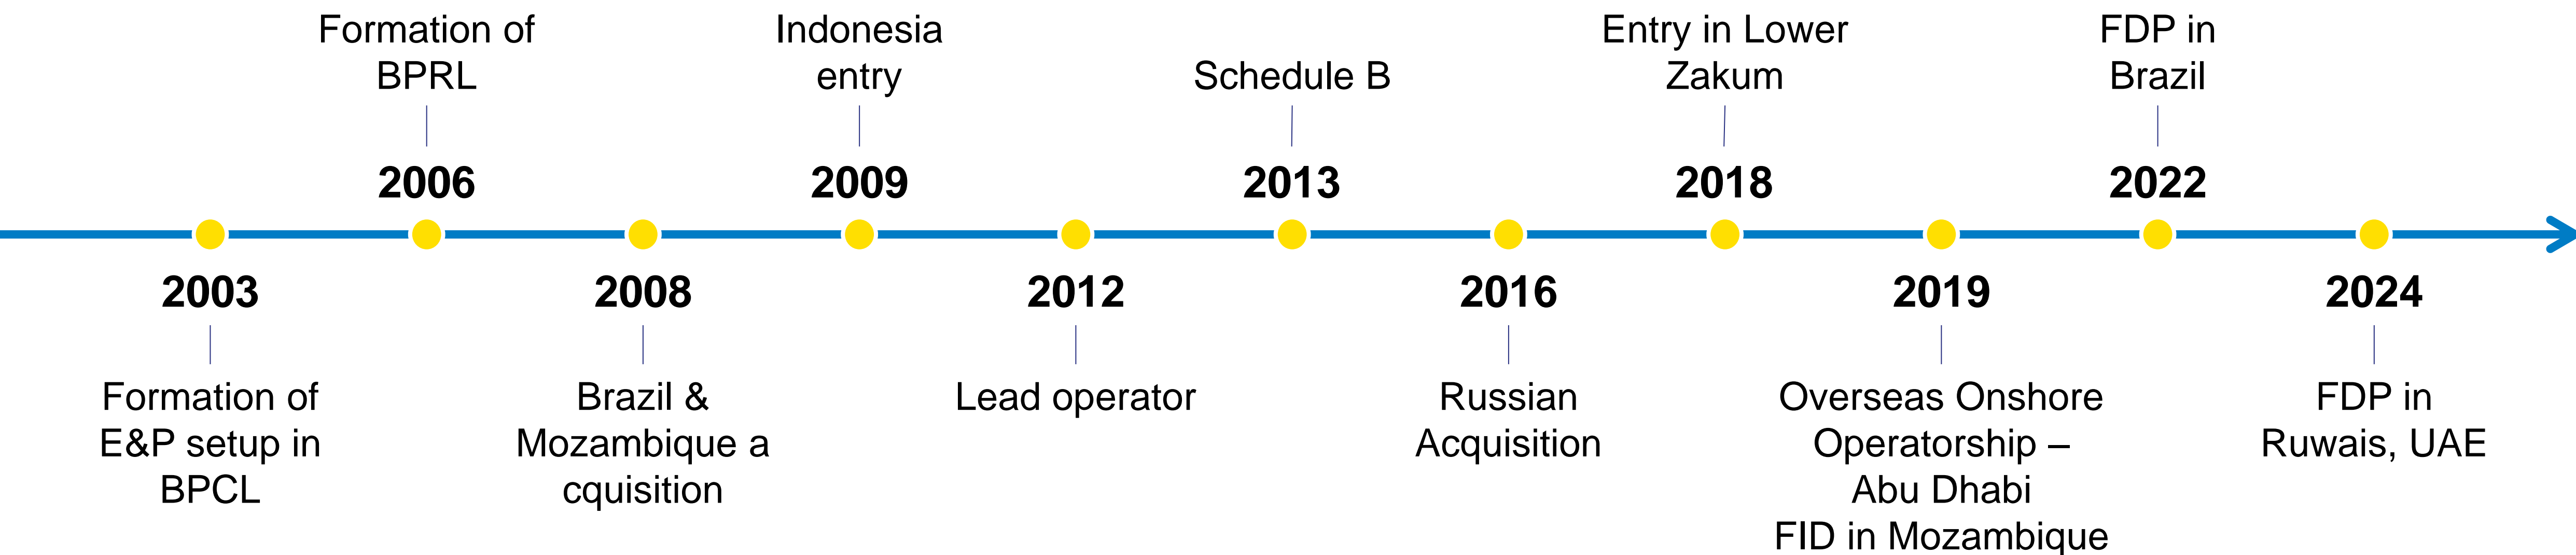 Formation of
BPRL
2006
Indonesia
entry
2009
Schedule B
2013
Entry in Lower
Zakum
2018
FDP in
Brazil
2022
2003
Formation of
E&P setup in
BPCL
2008
Brazil &
Mozambique a
cquisition
2012
Lead operator
2016
Russian
Acquisition
2019
Overseas Onshore
Operatorship –
Abu Dhabi
FID in Mozambique
2024
FDP in
Ruwais, UAE